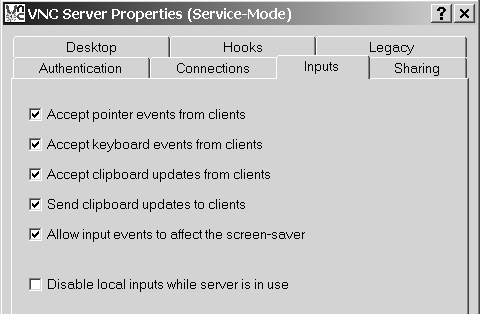 VNC Server Properties (Service-Mode)
Desktop Hooks Legacy
Authentication Connections Inputs Sharing
Accept pointer events from clients
Accept keyboard events from clients
Accept clipboard updates from clients
Send clipboard updates to clients
Allow input events to affect the screen-saver
Disable local inputs while server is in use